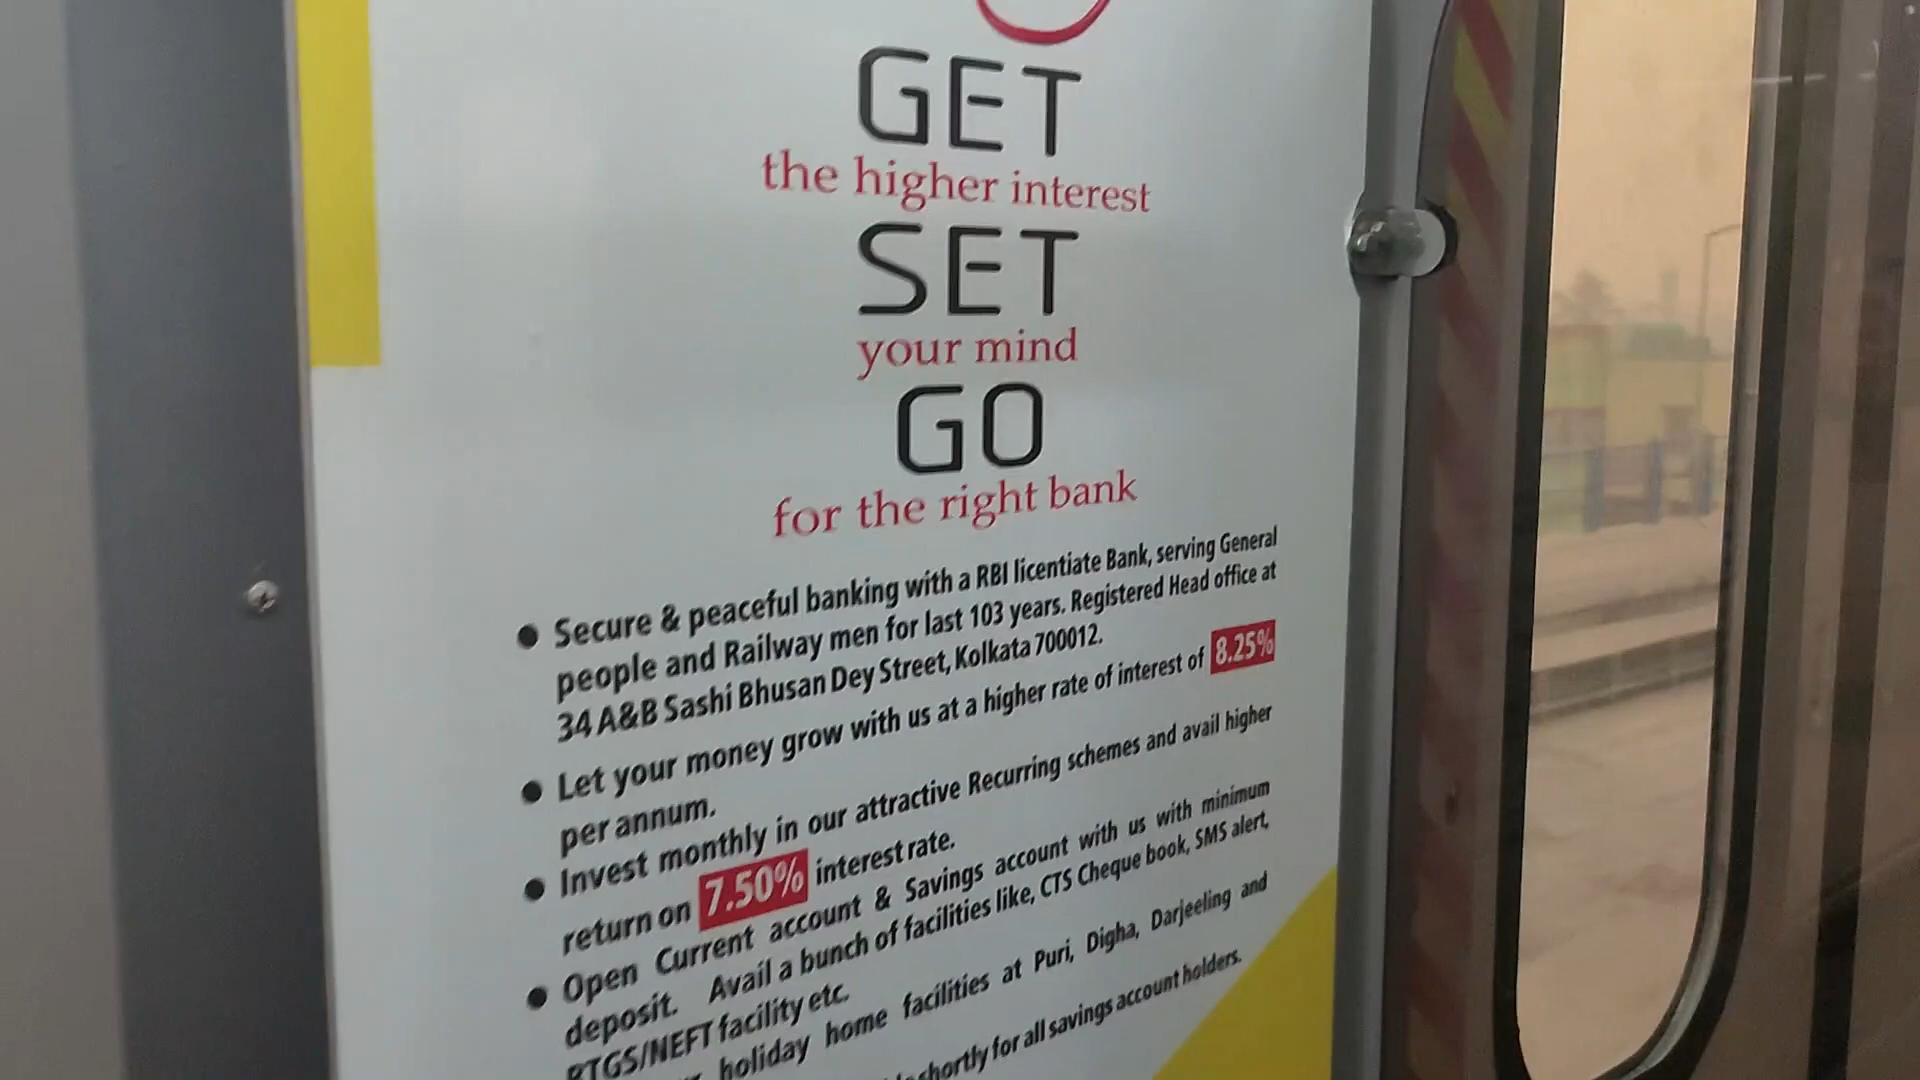 GET
the higher interest
SET
your mind
GO
for the right bank
● Secure & peaceful banking with a RBI licentiate Bank, serving General
people and Railway men for last 103 years. Registered Head office at
34 A&B Sashi Bhusan Dey Street, Kolkata 700012.
● Let your money grow with us at a higher rate of interest of 8.25%
per annum.
● Invest monthly in our attractive Recurring schemes and avail higher
return on 7.50% interest rate.
● Open Current account & Savings account with us with minimum
deposit. Avail a bunch of facilities like, CTS Cheque book, SMS alert,
RTGS/NEFT facility etc.
holiday home facilities at Puri, Digha, Darjeeling and
shortly for all savings account holders.